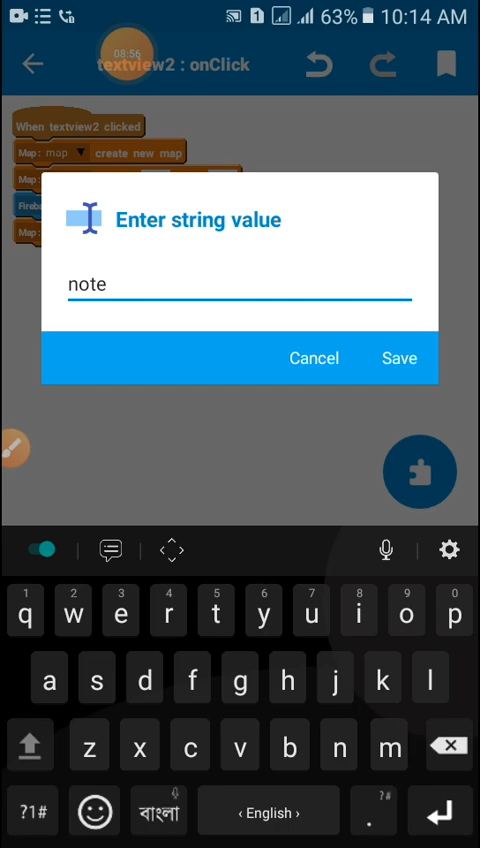 63% 10:14 AM
08:56
textview2 : onClick
When textview2 clicked
Map: map create new map
Map:
Fireba
Map:
Enter string value
note
Cancel Save
1 2 3 4 5 6 7 8 9 0
q w e r t y u i o p
a s d f g h j k l
z x c v b n m
?1# বাংলা ‹ English › . ?#